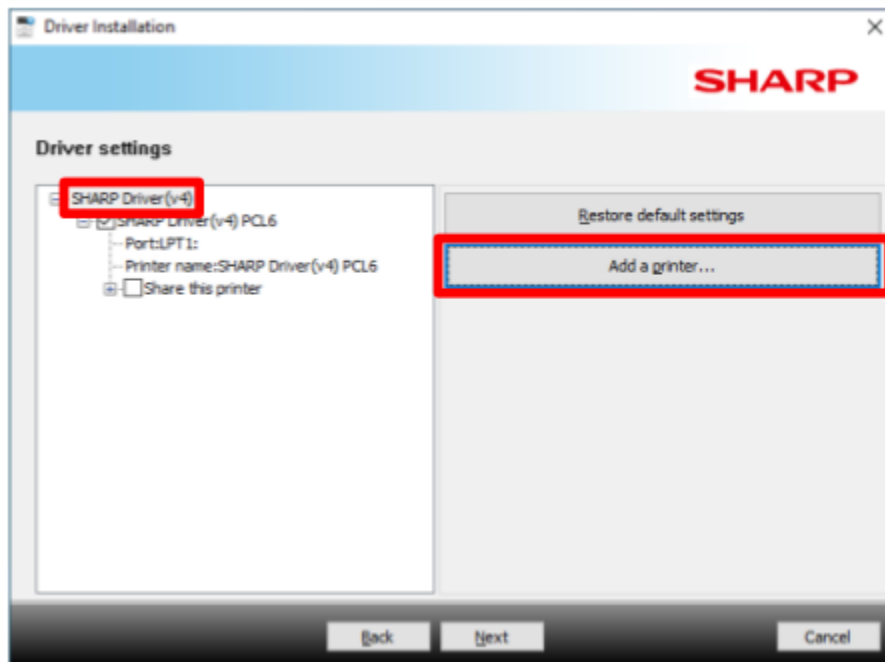 Driver Installation
SHARP
Driver settings
SHARP Driver(v4)
SHARP Driver(v4) PCL6
Port:LPT1:
Printer name:SHARP Driver(v4) PCL6
Share this printer
Restore default settings
Add a printer...
Back
Next
Cancel